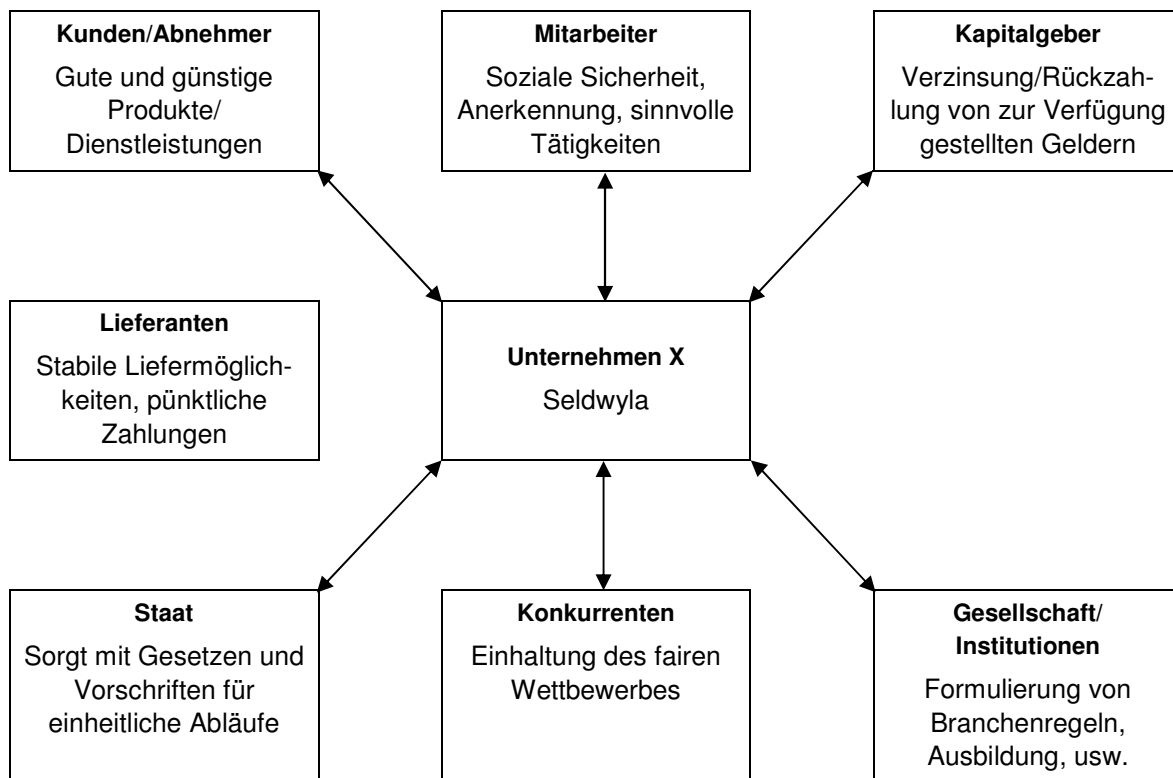 Kunden/Abnehmer
Gute und günstige
Produkte/
Dienstleistungen
Mitarbeiter
Soziale Sicherheit,
Anerkennung, sinnvolle
Tätigkeiten
Kapitalgeber
Verzinsung/Rückzah-
lung von zur Verfügung
gestellten Geldern
Lieferanten
Stabile Liefermöglich-
keiten, pünktliche
Zahlungen
Unternehmen X
Seldwyla
Staat
Sorgt mit Gesetzen und
Vorschriften für
einheitliche Abläufe
Konkurrenten
Einhaltung des fairen
Wettbewerbes
Gesellschaft/
Institutionen
Formulierung von
Branchenregeln,
Ausbildung, usw.